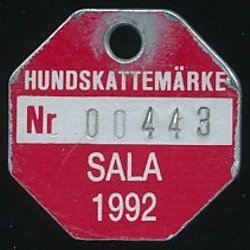 HUNDSKATTEMÄRKE
Nr 00443
SALA
1992